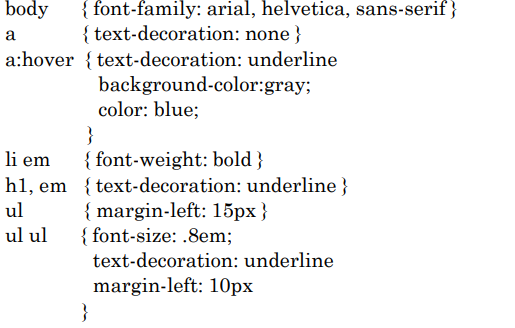 body { font-family: arial, helvetica, sans-serif }
a { text-decoration: none }
a:hover { text-decoration: underline
background-color:gray;
color: blue;
}
li em { font-weight: bold }
h1, em { text-decoration: underline }
ul { margin-left: 15px }
ul ul { font-size: .8em;
text-decoration: underline
margin-left: 10px
}